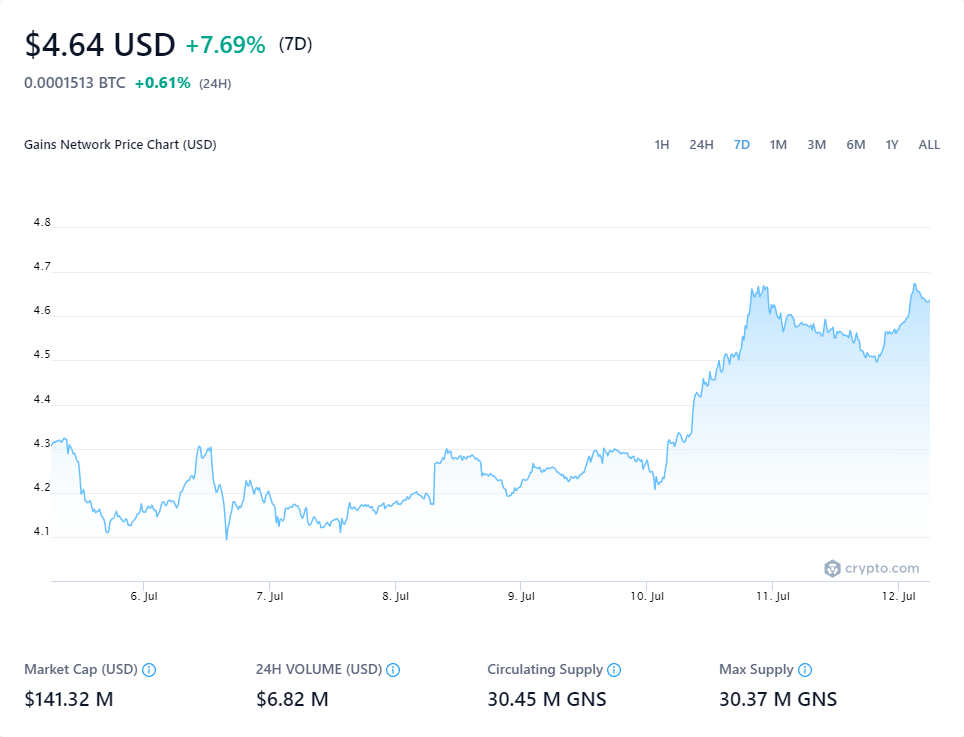 $4.64 USD +7.69% (7D)
0.0001513 BTC +0.61% (24H)
Gains Network Price Chart (USD) 1H 24H 7D 1M 3M 6M 1Y ALL
4.8
4.7
4.6
4.5
4.4
4.3
4.2
4.1
crypto.com
6. Jul 7. Jul 8. Jul 9. Jul 10. Jul 11. Jul 12. Jul
Market Cap (USD) 24H VOLUME (USD) Circulating Supply Max Supply
$141.32 M $6.82 M 30.45 M GNS 30.37 M GNS